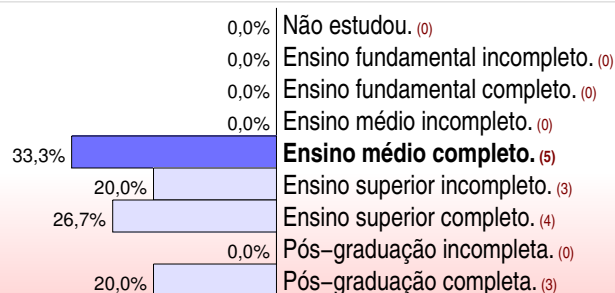 0,0% Não estudou. (0)
0,0% Ensino fundamental incompleto. (0)
0,0% Ensino fundamental completo. (0)
0,0% Ensino médio incompleto. (0)
33,3% Ensino médio completo. (5)
20,0% Ensino superior incompleto. (3)
26,7% Ensino superior completo. (4)
0,0% Pós−graduação incompleta. (0)
20,0% Pós−graduação completa. (3)